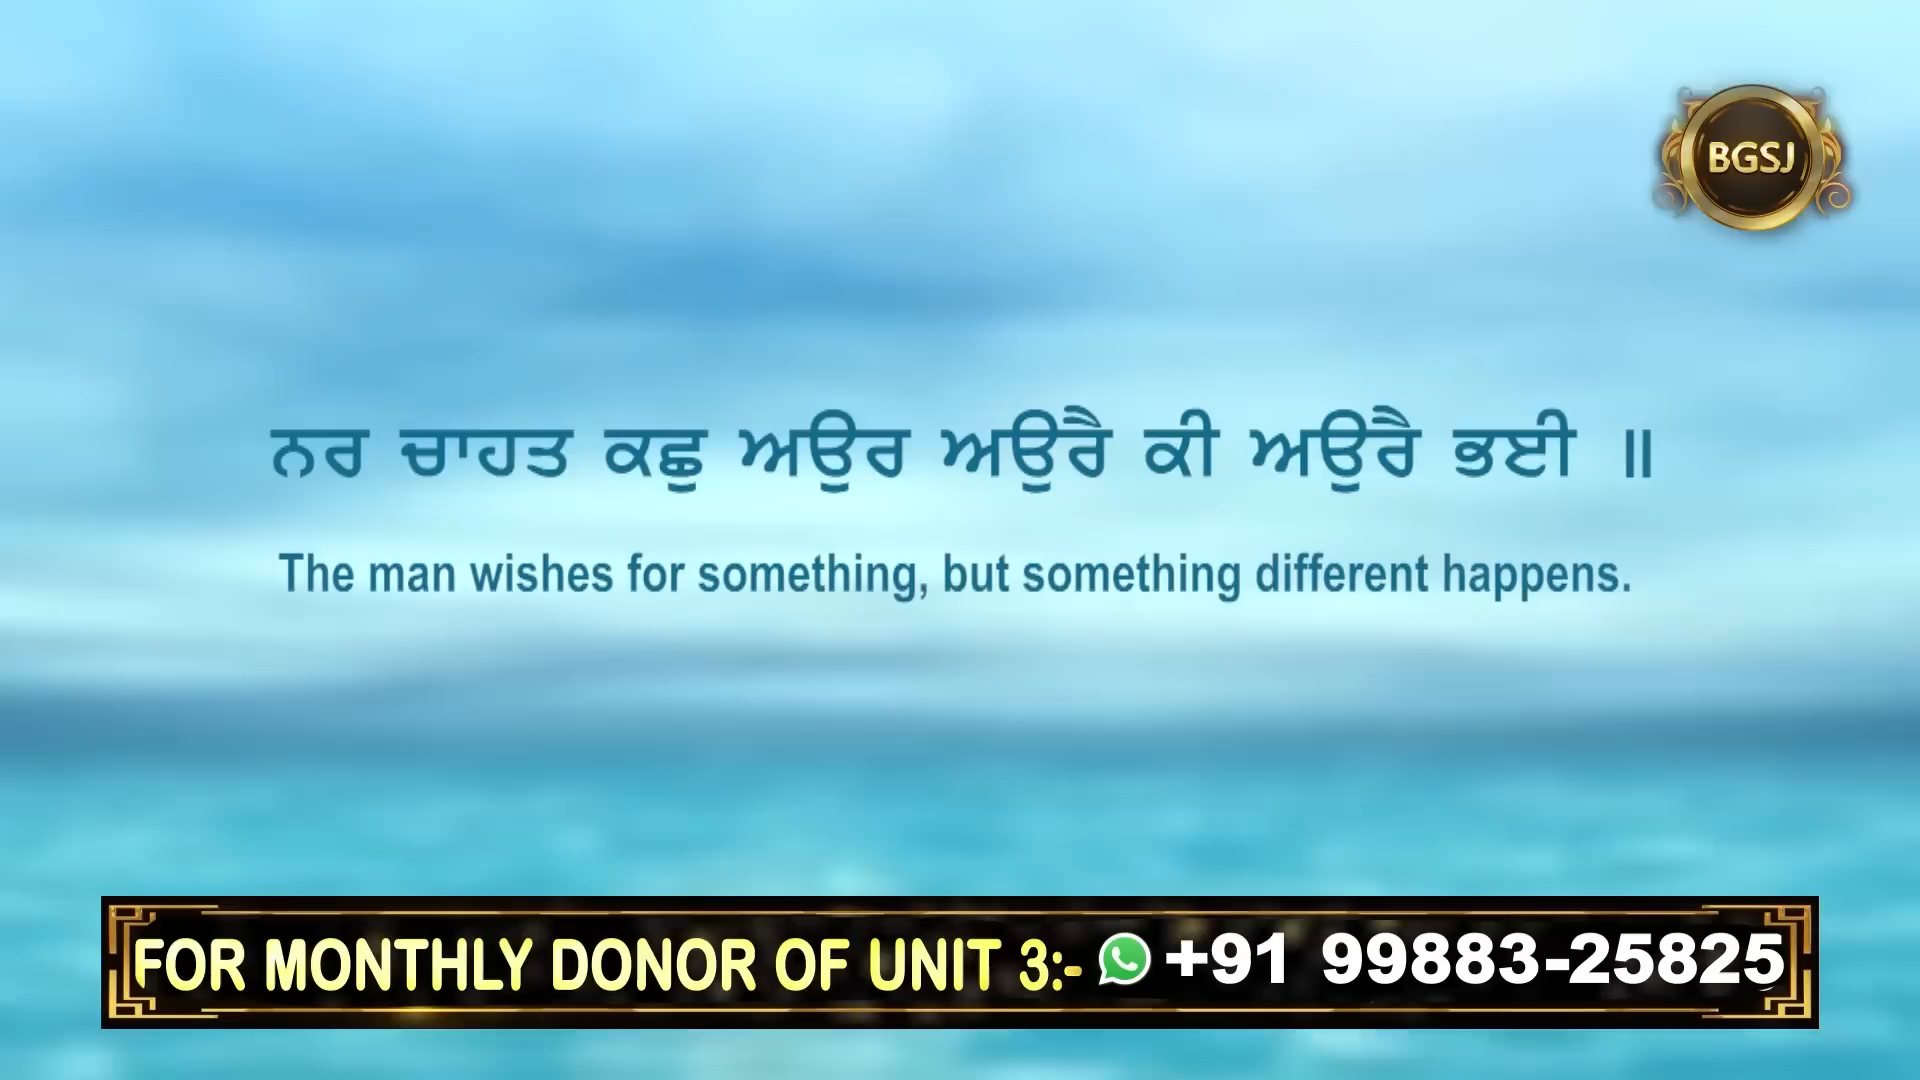 BGSJ
ਨਰ ਚਾਹਤ ਕਛੁ ਅਉਰ ਅਉਰੈ ਕੀ ਅਉਰੈ ਭਈ ॥
The man wishes for something, but something different happens.
FOR MONTHLY DONOR OF UNIT 3:- +91 99883-25825